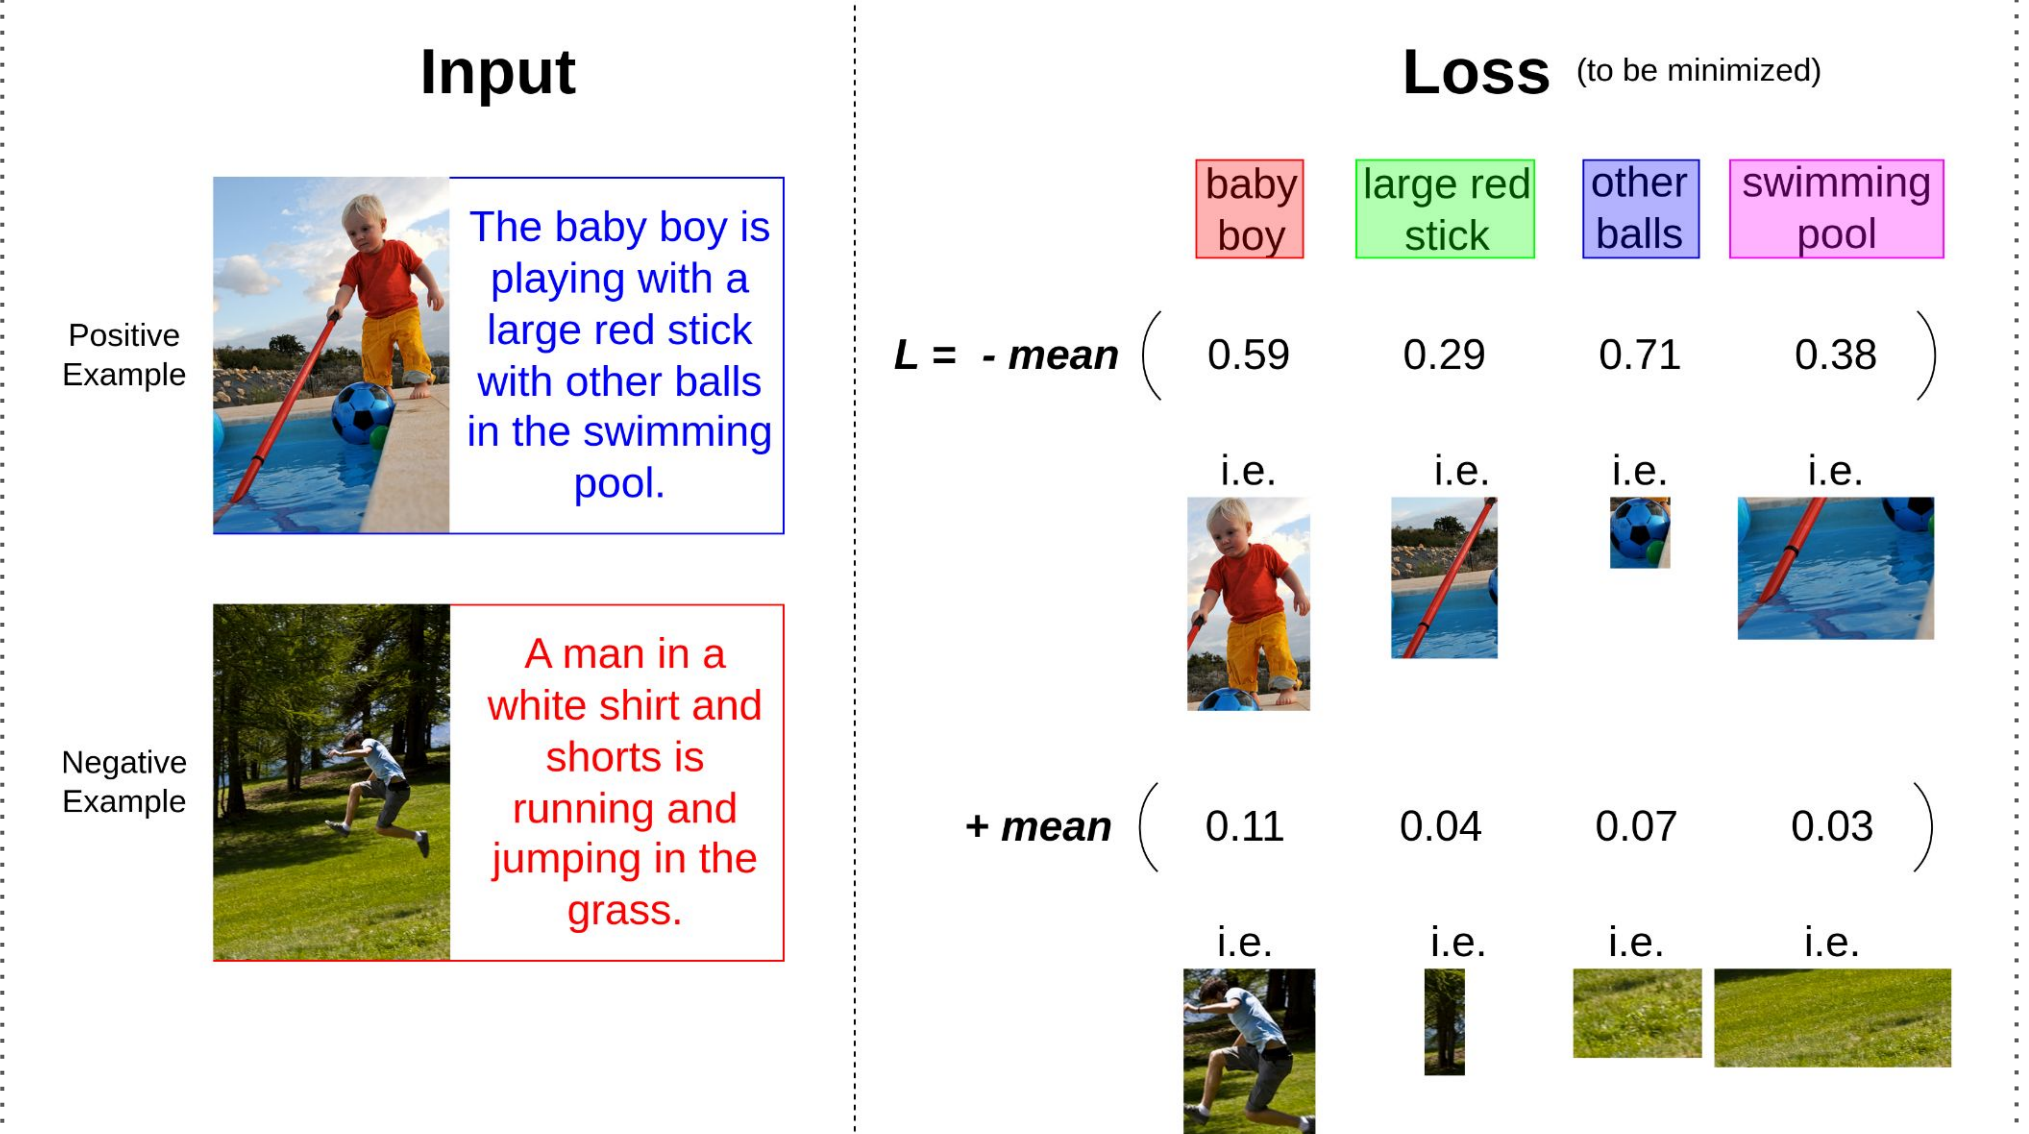 Input
Positive
Example
The baby boy is
playing with a
large red stick
with other balls
in the swimming
pool.
Negative
Example
A man in a
white shirt and
shorts is
running and
jumping in the
grass.
Loss (to be minimized)
baby
boy
large red
stick
other
balls
swimming
pool
L = - mean ( 0.59 0.29 0.71 0.38 )
i.e. i.e. i.e. i.e.
+ mean ( 0.11 0.04 0.07 0.03 )
i.e. i.e. i.e. i.e.